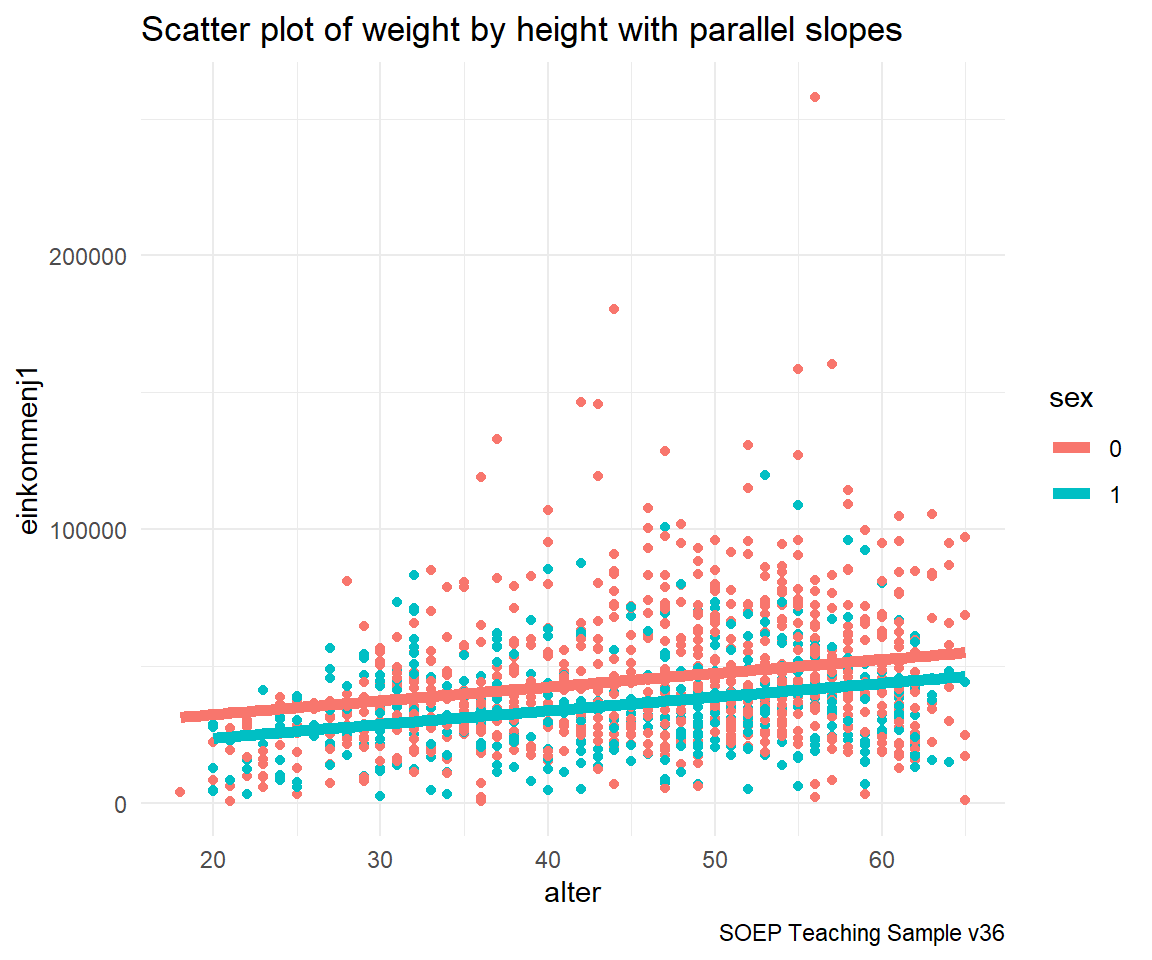 Scatter plot of weight by height with parallel slopes
einkommenj1
200000
100000
0
20
30
40
50
60
alter
sex
0
1
SOEP Teaching Sample v36